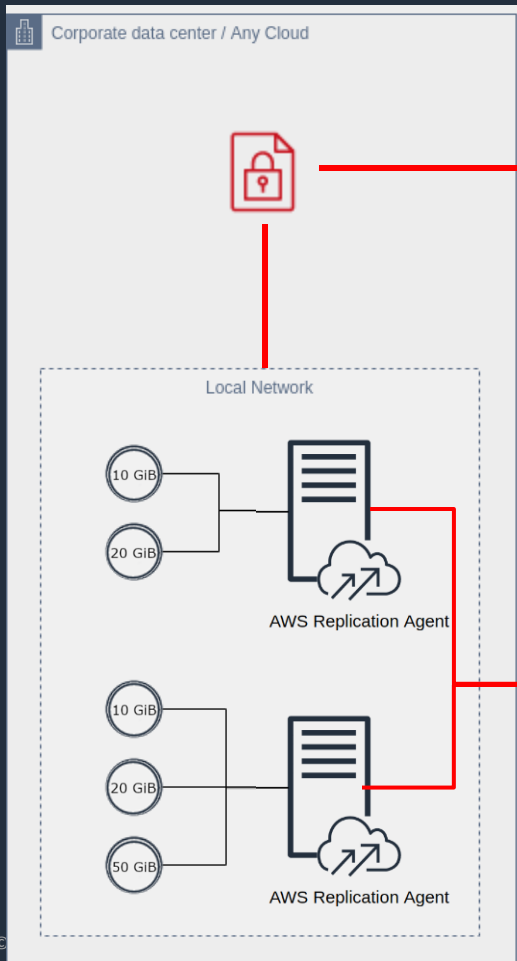 Corporate data center / Any Cloud
Local Network
10 GiB
20 GiB
AWS Replication Agent
10 GiB
20 GiB
50 GiB
AWS Replication Agent
©